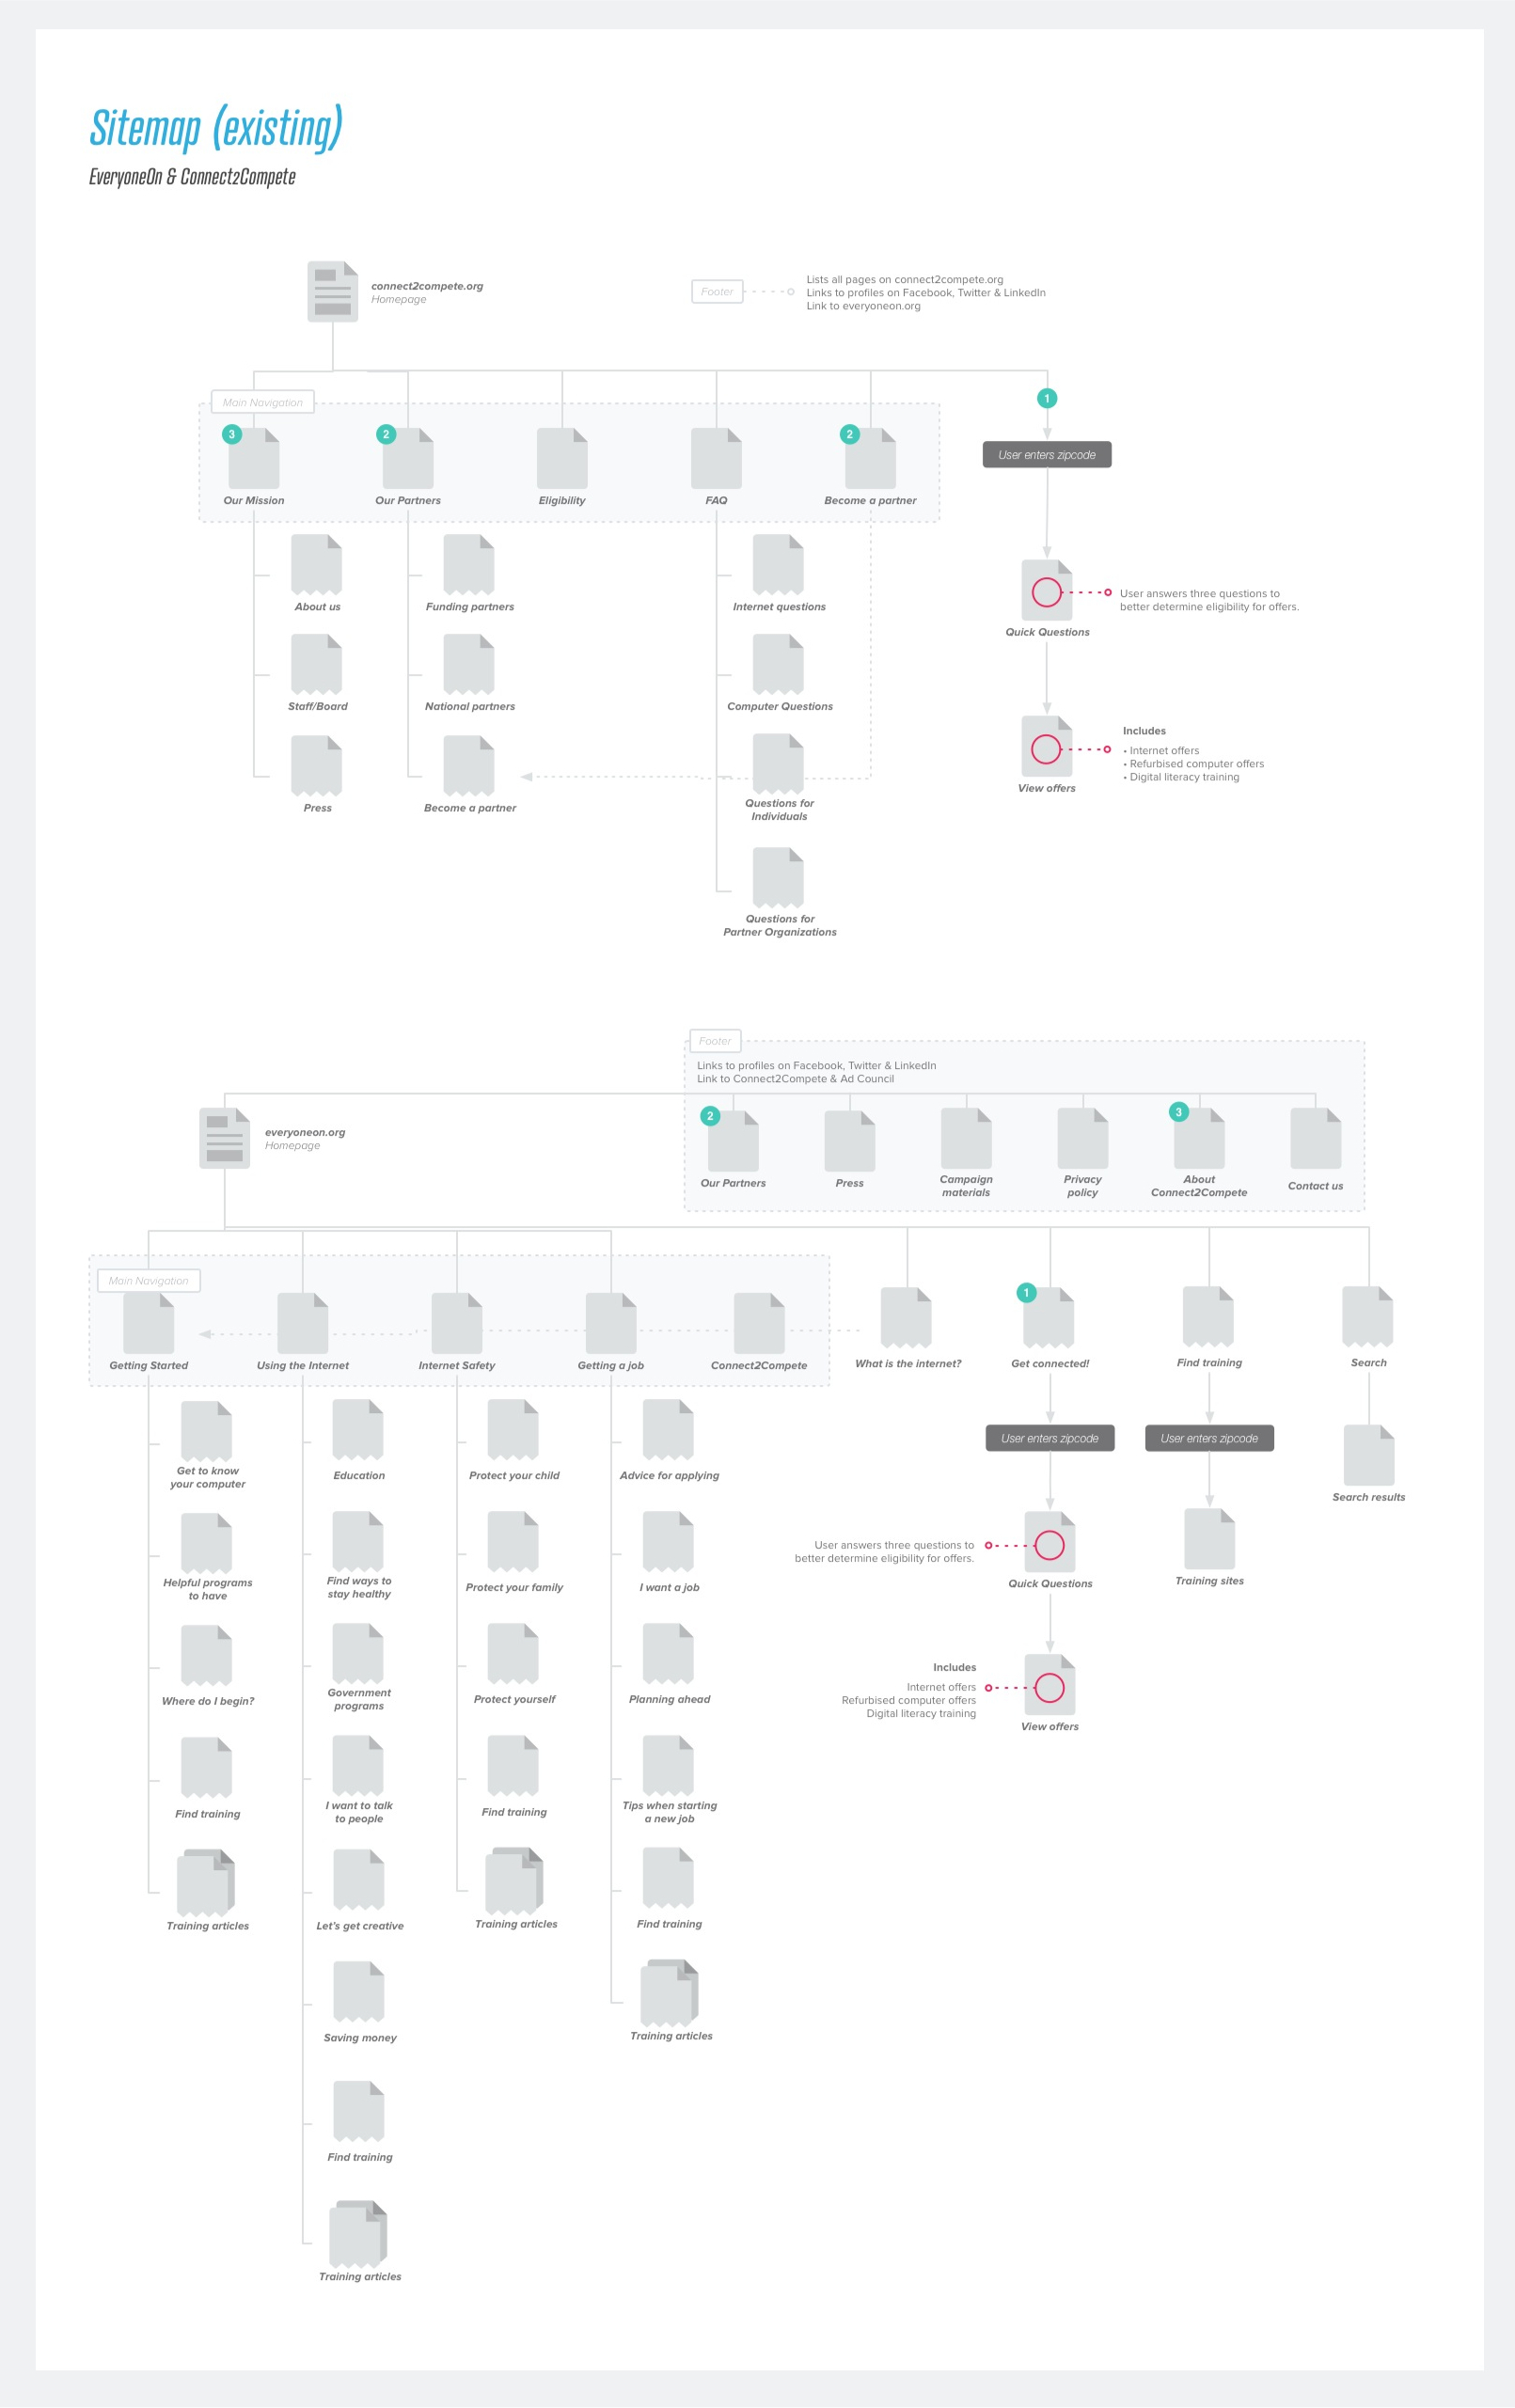 Sitemap (existing)
EveryoneOn & Connect2Compete
connect2compete.org
Homepage
Footer
Lists all pages on connect2compete.org
Links to profiles on Facebook, Twitter & LinkedIn
Link to everyoneon.org
1
Main Navigation
3
2
2
User enters zipcode
Our Mission
Our Partners
Eligibility
FAQ
Become a partner
About us
Funding partners
Internet questions
User answers three questions to
better determine eligibility for offers.
Quick Questions
Staff/Board
National partners
Computer Questions
Includes
• Internet offers
• Refurbised computer offers
• Digital literacy training
View offers
Press
Become a partner
Questions for
Individuals
Questions for
Partner Organizations
Footer
Links to profiles on Facebook, Twitter & LinkedIn
Link to Connect2Compete & Ad Council
everyoneon.org
Homepage
2
3
Our Partners
Press
Campaign
materials
Privacy
policy
About
Connect2Compete
Contact us
Main Navigation
1
Getting Started
Using the Internet
Internet Safety
Getting a job
Connect2Compete
What is the internet?
Get connected!
Find training
Search
User enters zipcode
User enters zipcode
Get to know
your computer
Education
Protect your child
Advice for applying
Search results
User answers three questions to
better determine eligibility for offers.
Quick Questions
Training sites
Helpful programs
to have
Find ways to
stay healthy
Protect your family
I want a job
Includes
Internet offers
Refurbised computer offers
Digital literacy training
View offers
Where do I begin?
Government
programs
Protect yourself
Planning ahead
Find training
I want to talk
to people
Find training
Tips when starting
a new job
Training articles
Let's get creative
Training articles
Find training
Saving money
Training articles
Find training
Training articles